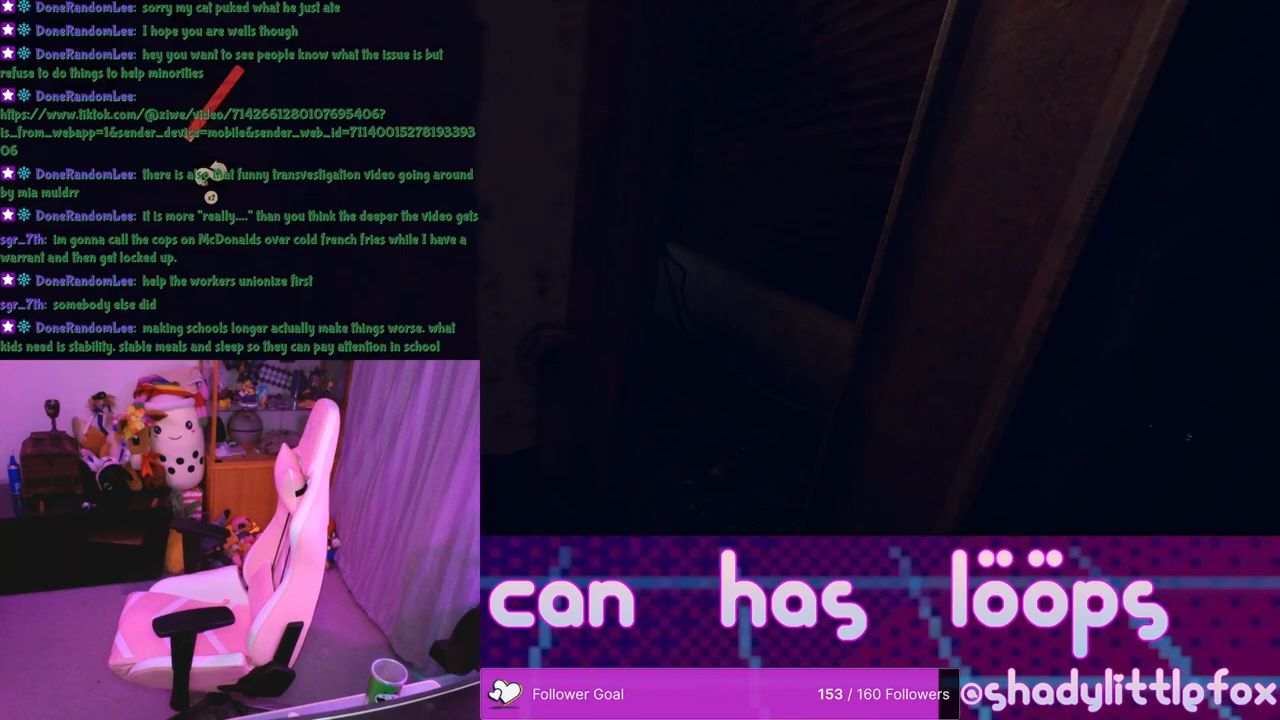 DoneRandomLee: sorry my cat puked what he just ate
DoneRandomLee: I hope you are wells though
DoneRandomLee: hey you want to see people know what the issue is but
refuse to do things to help minorities
DoneRandomLee:
https://www.tiktok.com/@ziwe/video/7142661280107695406?
is_from_webapp=1&sender_device=mobile&sender_web_id=71140015278193393
06
DoneRandomLee: there is also that funny transvestigation video going around
by mia muldrr
x2
DoneRandomLee: it is more "really...." than you think the deeper the video gets
sgr_7th: im gonna call the cops on McDonalds over cold french fries while I have a
warrant and then get locked up.
DoneRandomLee: help the workers unionize first
sgr_7th: somebody else did
DoneRandomLee: making schools longer actually make things worse. what
kids need is stability. stable meals and sleep so they can pay attention in school
can has lööps
Follower Goal 153 / 160 Followers
@shadylittlefox